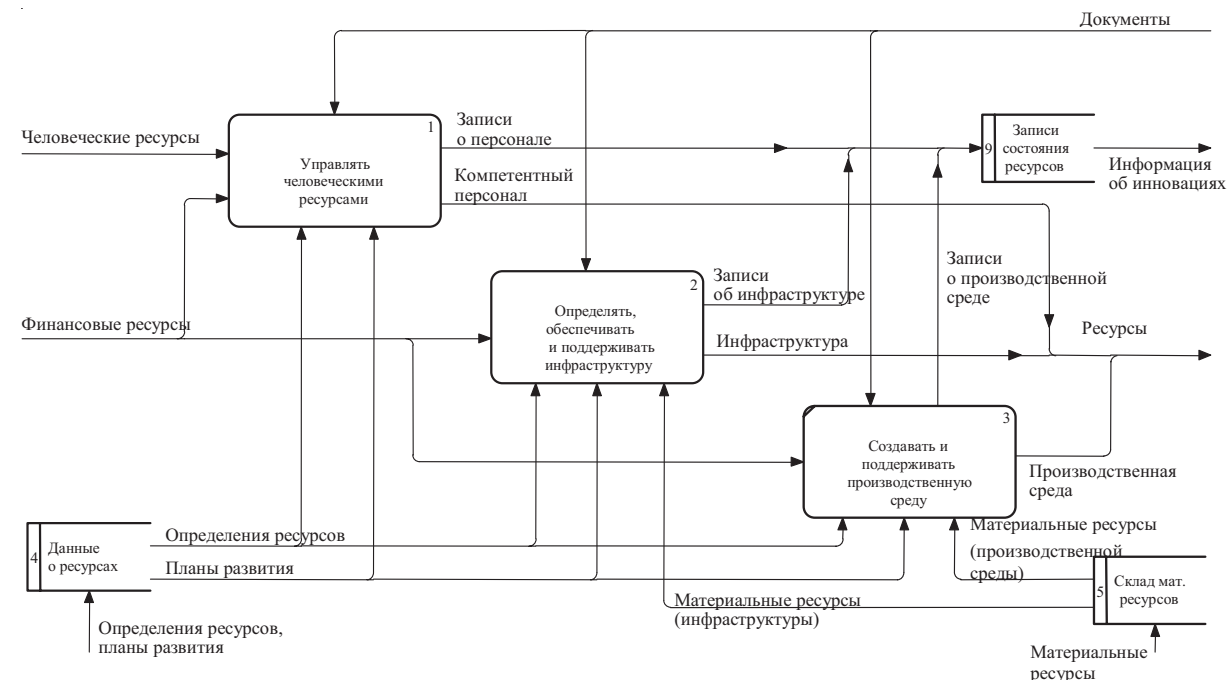 Документы
Человеческие ресурсы
1
Управлять
человеческими
ресурсами
Записи
о персонале
Компетентный
персонал
9
Записи
состояния
ресурсов
Информация
об инновациях
Финансовые ресурсы
2
Определять,
обеспечивать
и поддерживать
инфраструктуру
Записи
об инфраструктуре
Инфраструктура
Записи
о производственной
среде
Ресурсы
3
Создавать и
поддерживать
производственную
среду
Производственная
среда
4
Данные
о ресурсах
Определения ресурсов
Планы развития
Определения ресурсов,
планы развития
Материальные ресурсы
(производственной
среды)
Материальные ресурсы
(инфраструктуры)
5
Склад мат.
ресурсов
Материальные
ресурсы